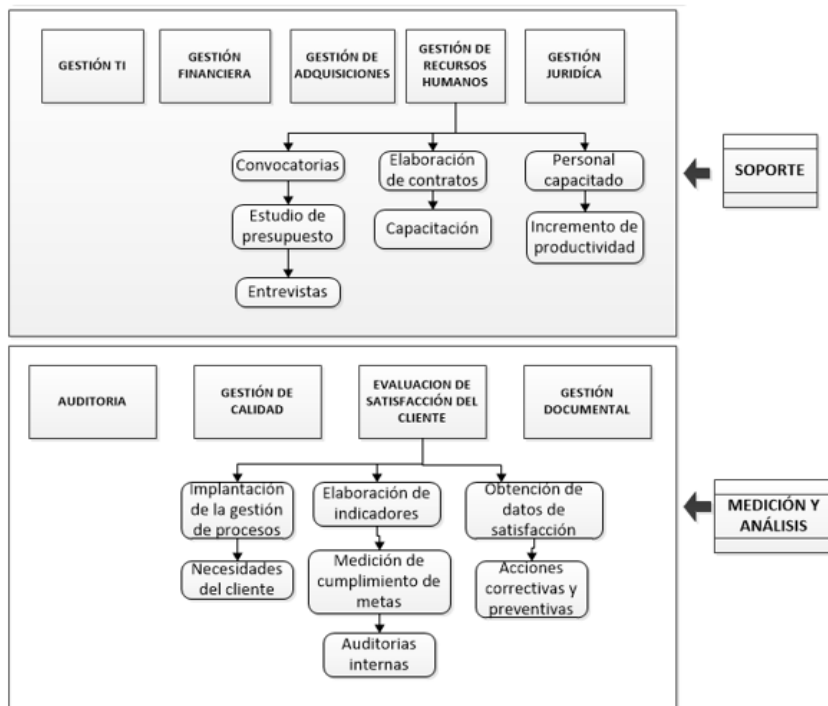 GESTIÓN TI
GESTIÓN
FINANCIERA
GESTIÓN DE
ADQUISICIONES
GESTIÓN DE
RECURSOS
HUMANOS
GESTIÓN
JURIDÍCA
Convocatorias
Estudio de
presupuesto
Entrevistas
Elaboración
de contratos
Capacitación
Personal
capacitado
Incremento de
productividad
SOPORTE
AUDITORIA
GESTIÓN DE
CALIDAD
EVALUACION DE
SATISFACCIÓN DEL
CLIENTE
GESTIÓN
DOCUMENTAL
Implantación
de la gestión
de procesos
Necesidades
del cliente
Elaboración de
indicadores
Medición de
cumplimiento de
metas
Auditorias
internas
Obtención de
datos de
satisfacción
Acciones
correctivas y
preventivas
MEDICIÓN Y
ANÁLISIS